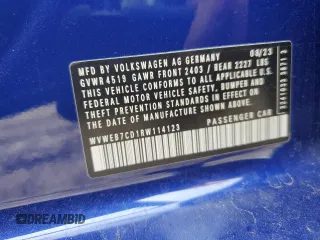 MFD. BY VOLKSWAGEN AG GERMANY 08/23
GVWR 4519 GAWR FRONT 2403 / REAR 2227 LBS
THIS VEHICLE CONFORMS TO ALL APPLICABLE U.S.
FEDERAL MOTOR VEHICLE SAFETY, BUMPER AND
THEFT PREVENTION STANDARDS IN EFFECT ON
THE DATE OF MANUFACTURE SHOWN ABOVE
WVWEB7CD1RW114123 PASSENGER CAR
DREAMBID